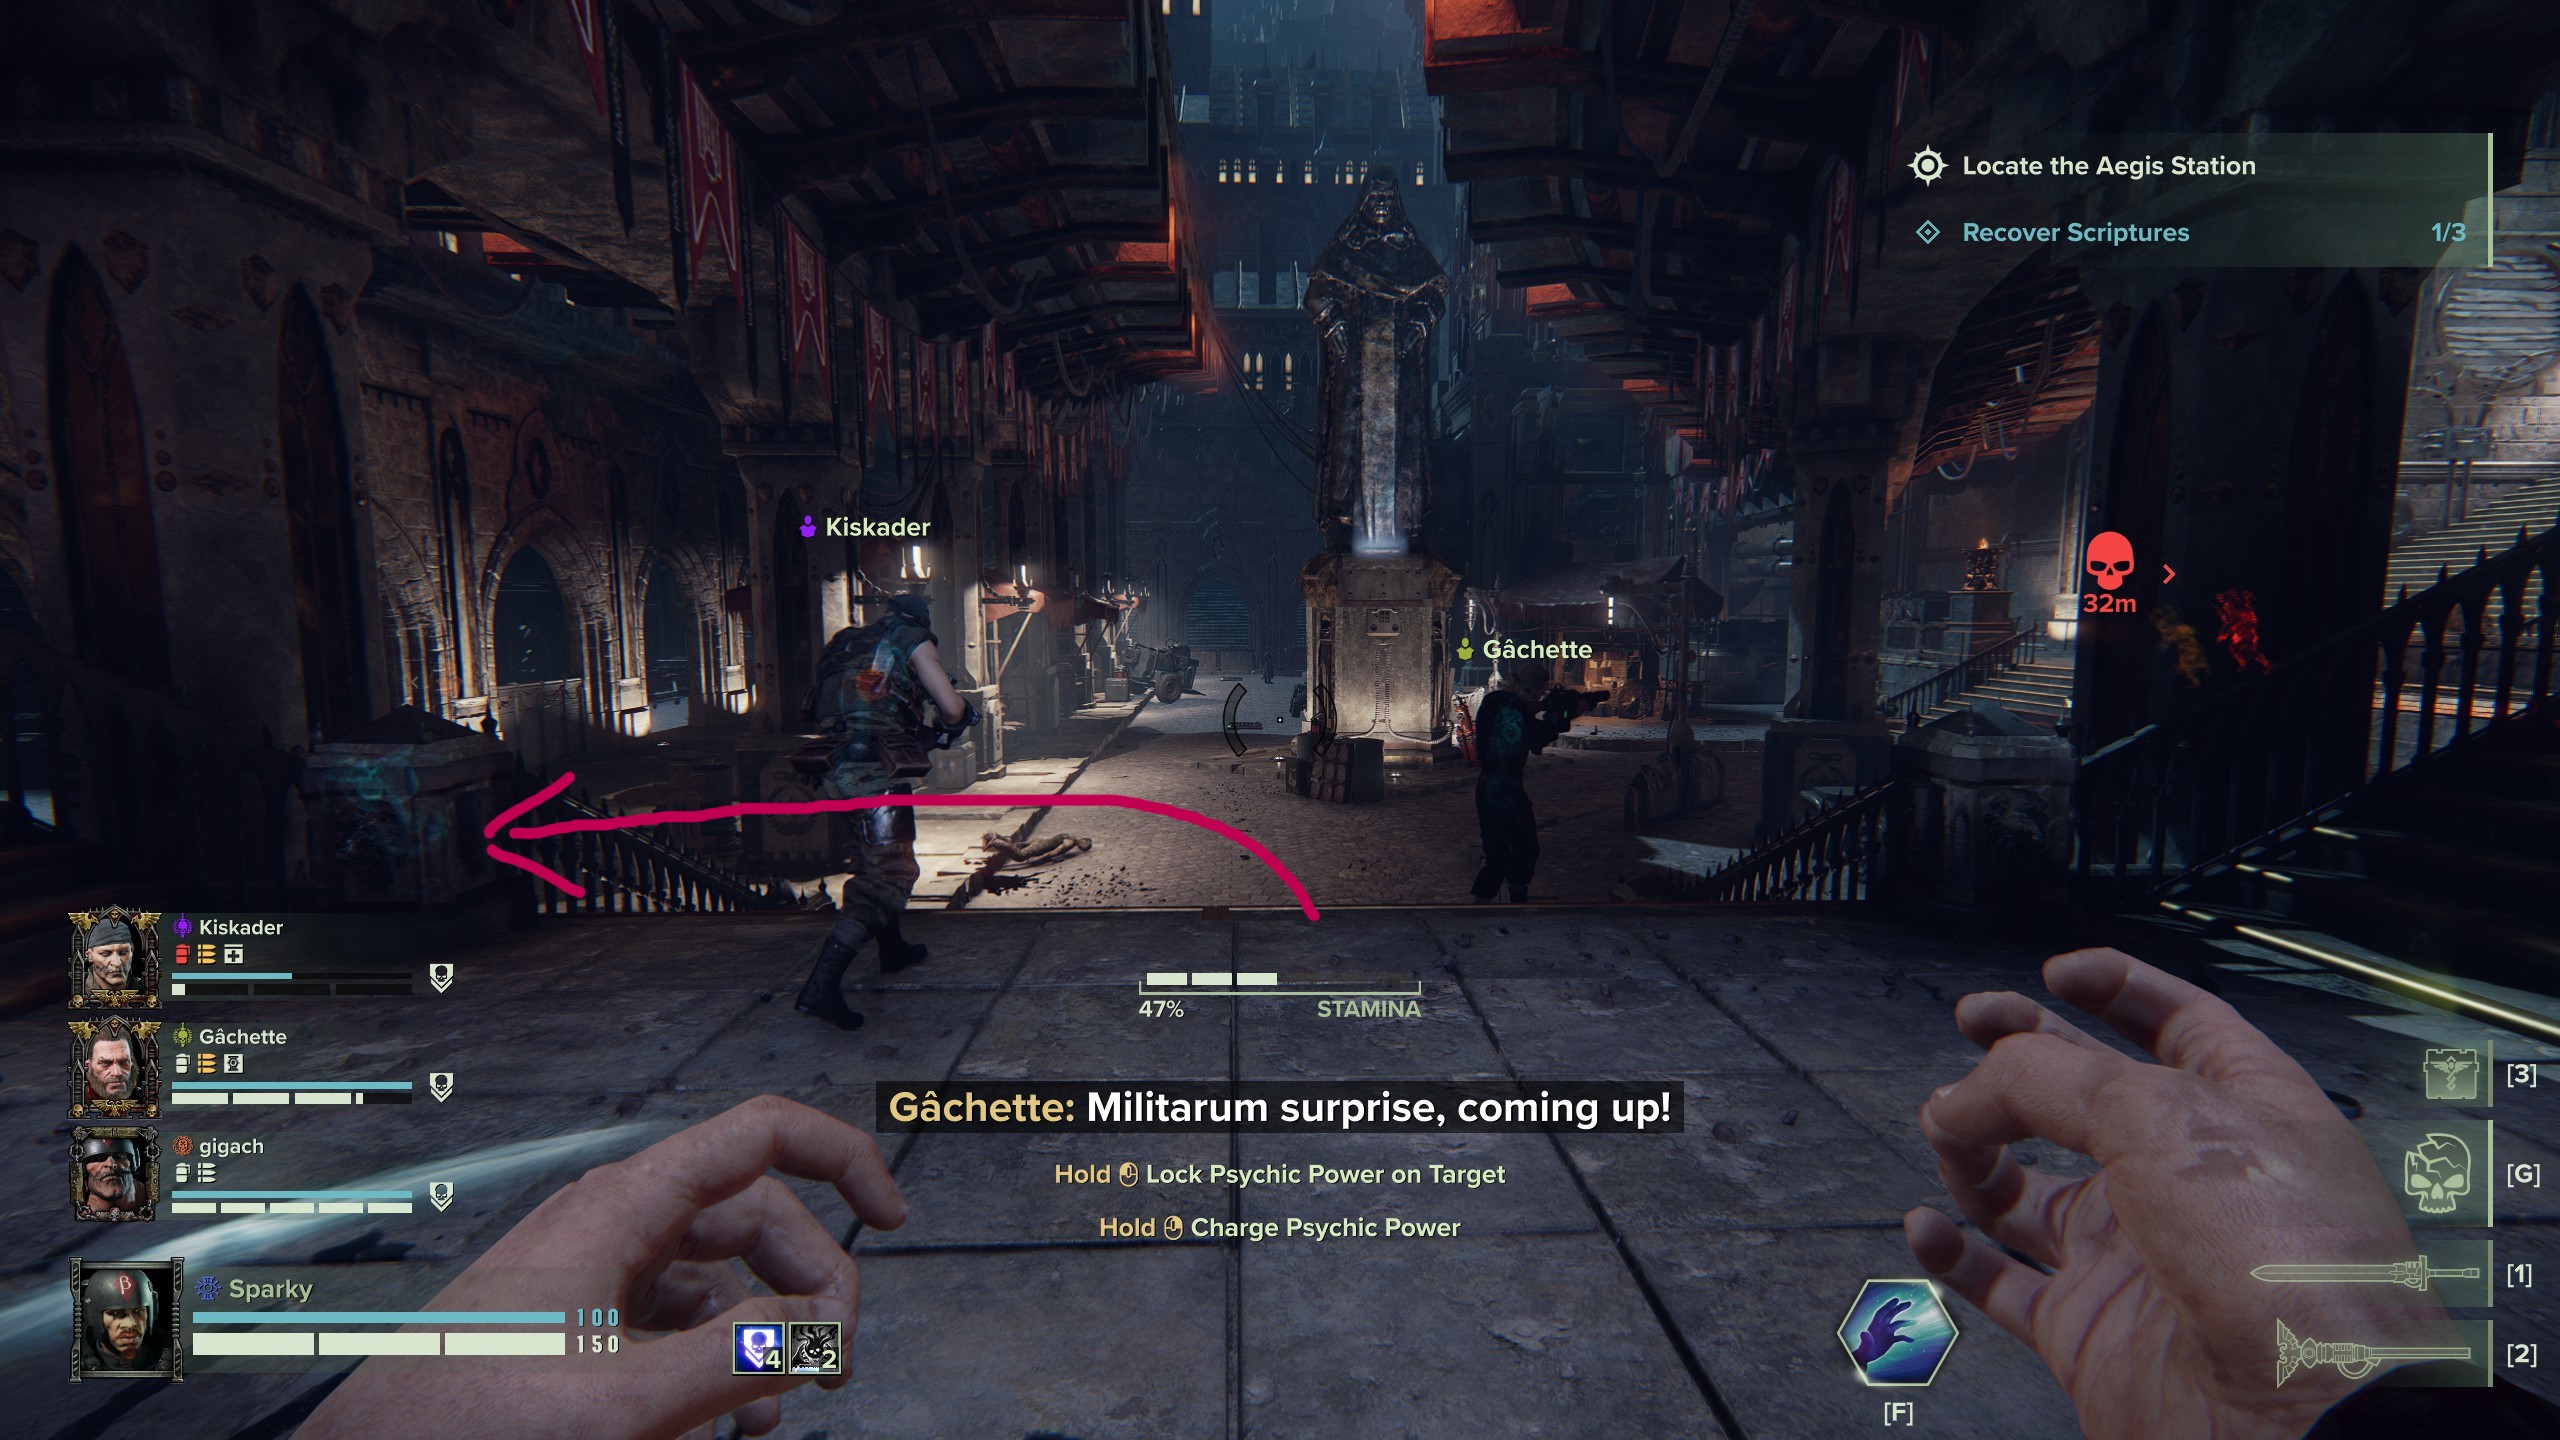 Locate the Aegis Station
Recover Scriptures 1/3
Kiskader
32m
Gâchette
Kiskader
47% STAMINA
Gâchette
Gâchette: Militarum surprise, coming up!
[3]
gigach
Hold Lock Psychic Power on Target
[G]
Hold Charge Psychic Power
Sparky
100
150
[1]
4
2
[2]
[F]
β